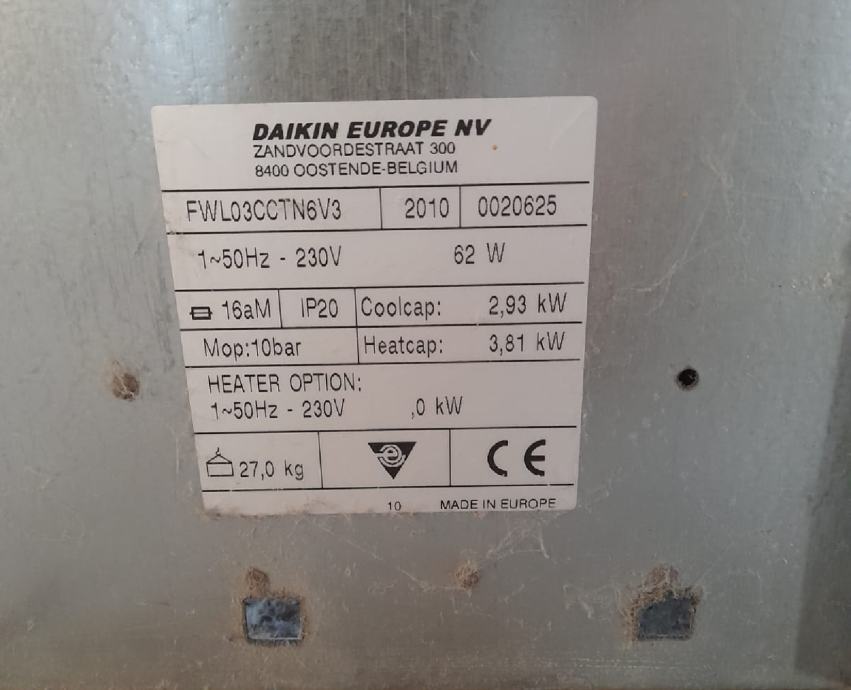 DAIKIN EUROPE NV
ZANDVOORDESTRAAT 300
8400 OOSTENDE-BELGIUM
FWL03CCTN6V3 2010 0020625
1~50Hz - 230V 62 W
16aM IP20 Coolcap: 2,93 kW
Mop:10bar Heatcap: 3,81 kW
HEATER OPTION:
1~50Hz - 230V ,0 kW
27,0 kg e CE
10 MADE IN EUROPE